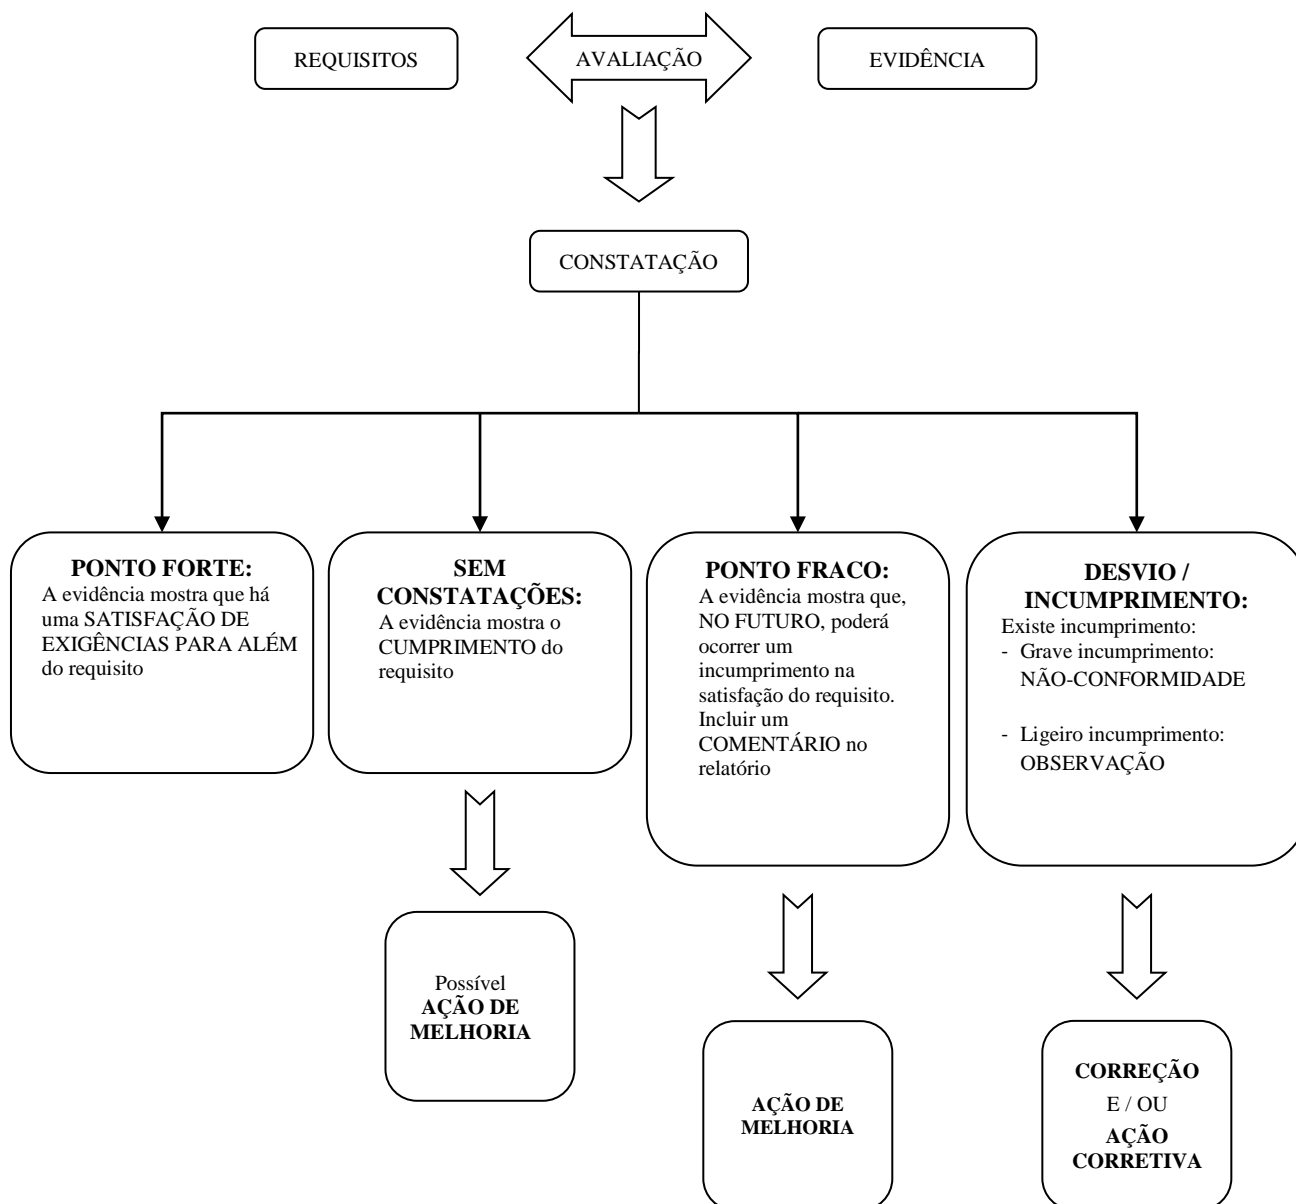 REQUISITOS
AVALIAÇÃO
EVIDÊNCIA
CONSTATAÇÃO
PONTO FORTE:
A evidência mostra que há
uma SATISFAÇÃO DE
EXIGÊNCIAS PARA ALÉM
do requisito
SEM
CONSTATAÇÕES:
A evidência mostra o
CUMPRIMENTO do
requisito
PONTO FRACO:
A evidência mostra que,
NO FUTURO, poderá
ocorrer um
incumprimento na
satisfação do requisito.
Incluir um
COMENTÁRIO no
relatório
DESVIO /
INCUMPRIMENTO:
Existe incumprimento:
- Grave incumprimento:
NÃO-CONFORMIDADE
- Ligeiro incumprimento:
OBSERVAÇÃO
Possível
AÇÃO DE
MELHORIA
AÇÃO DE
MELHORIA
CORREÇÃO
E / OU
AÇÃO
CORRETIVA